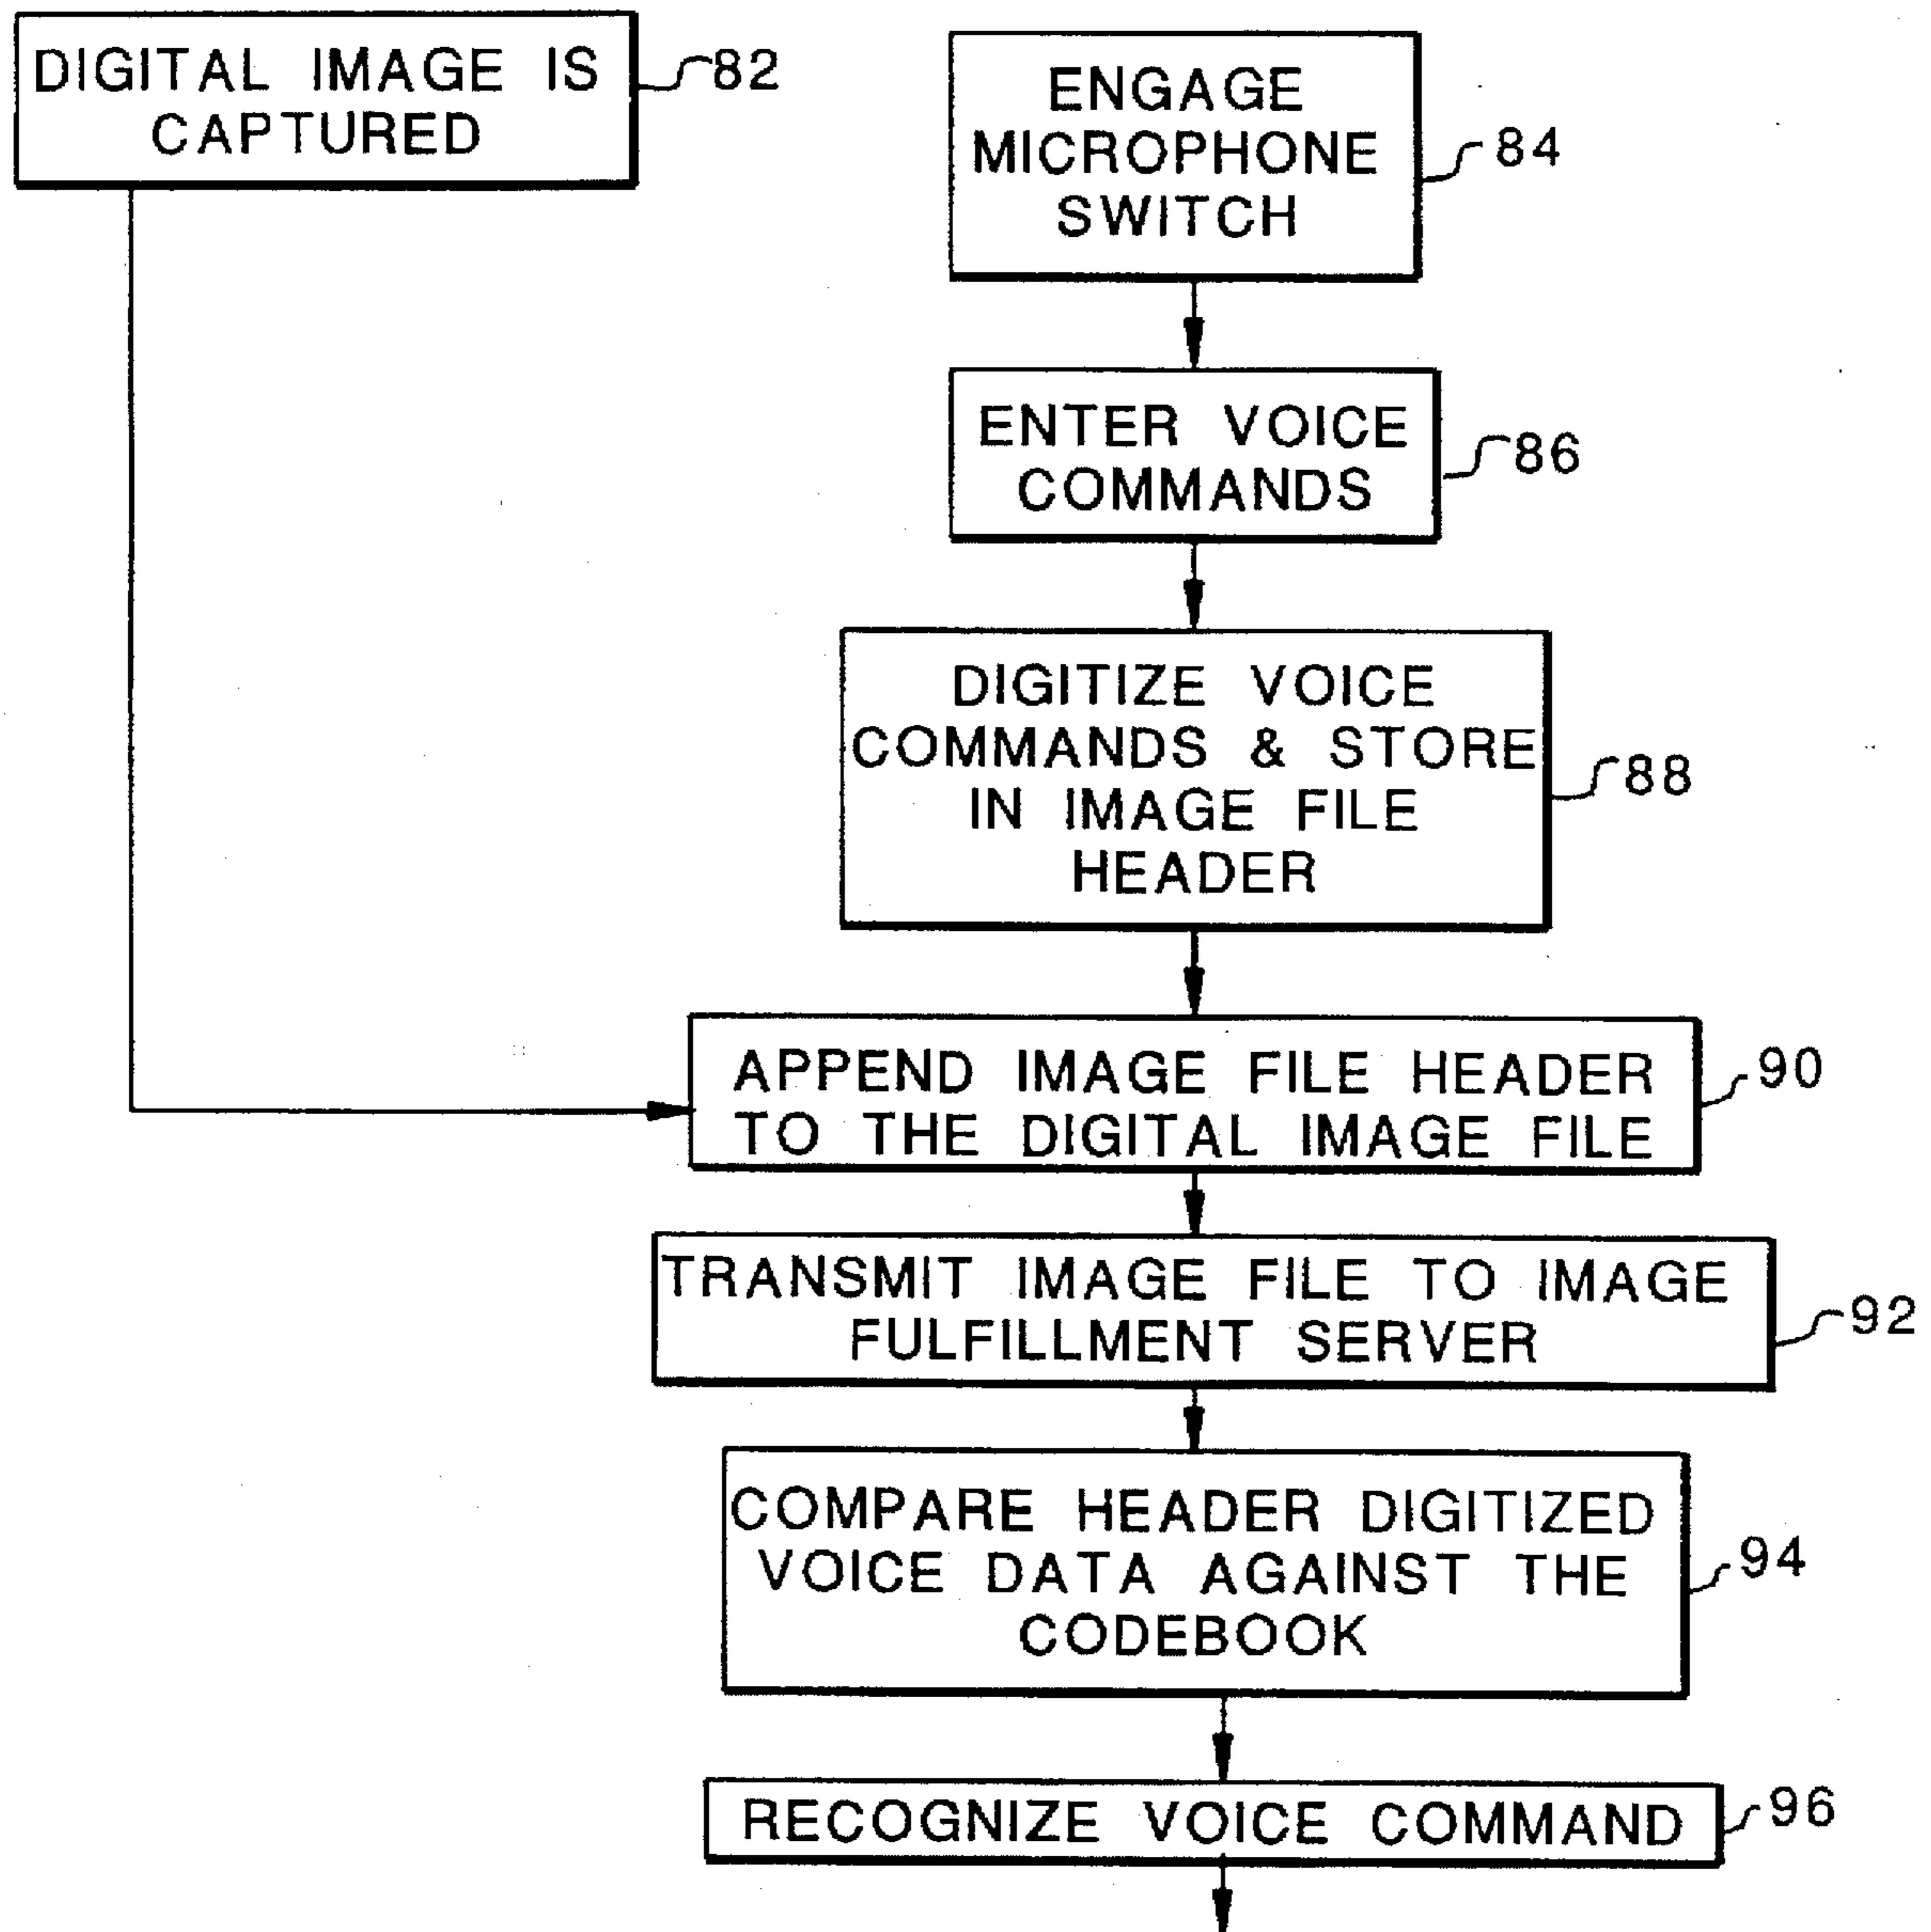 DIGITAL IMAGE IS
CAPTURED
82
ENGAGE
MICROPHONE
SWITCH
84
ENTER VOICE
COMMANDS
86
DIGITIZE VOICE
COMMANDS & STORE
IN IMAGE FILE
HEADER
88
APPEND IMAGE FILE HEADER
TO THE DIGITAL IMAGE FILE
90
TRANSMIT IMAGE FILE TO IMAGE
FULFILLMENT SERVER
92
COMPARE HEADER DIGITIZED
VOICE DATA AGAINST THE
CODEBOOK
94
RECOGNIZE VOICE COMMAND
96